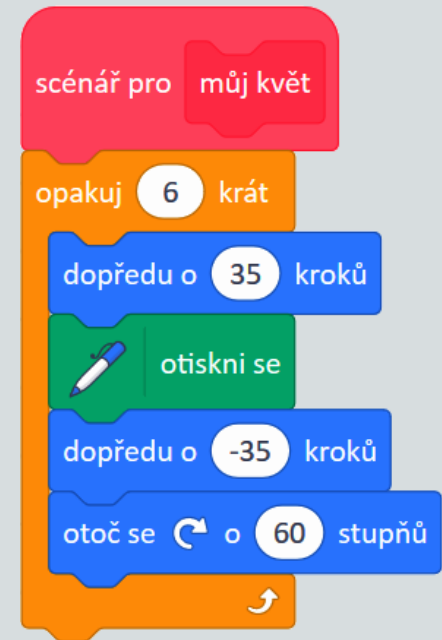 scénář pro můj květ
opakuj 6 krát
dopředu o 35 kroků
otiskni se
dopředu o -35 kroků
otoč se o 60 stupňů